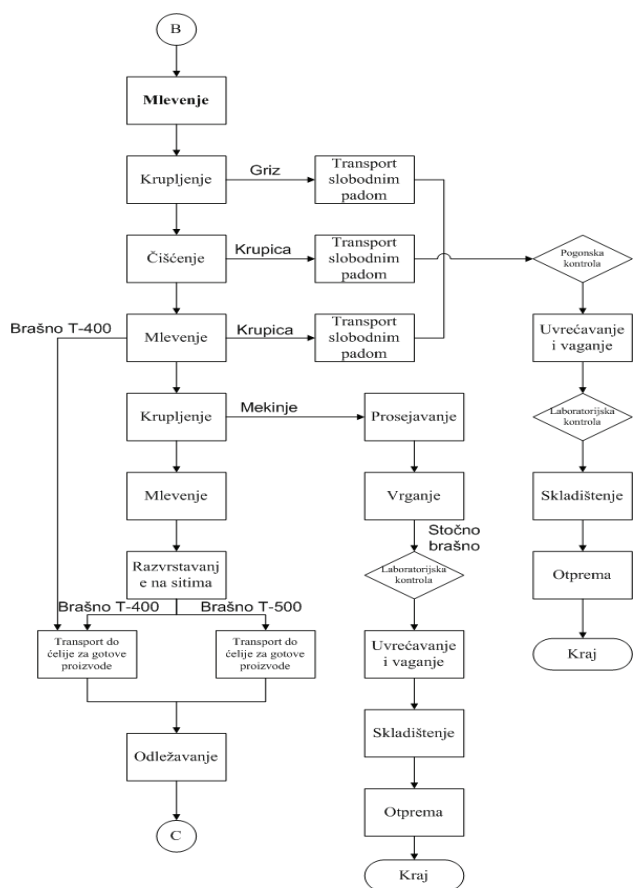 B
Mlevenje
Krupljenje
Griz
Transport
slobodnim
padom
Čišćenje
Krupica
Transport
slobodnim
padom
Pogonska
kontrola
Brašno T-400
Mlevenje
Krupica
Transport
slobodnim
padom
Uvrećavanje
i vaganje
Krupljenje
Mekinje
Prosejavanje
Laboratorijska
kontrola
Mlevenje
Vrganje
Skladištenje
Stočno
brašno
Razvrstavanj
e na sitima
Laboratorijska
kontrola
Otprema
Brašno T-400
Brašno T-500
Transport do
ćelije za gotove
proizvode
Transport do
ćelije za gotove
proizvode
Uvrećavanje
i vaganje
Kraj
Odležavanje
Skladištenje
C
Otprema
Kraj